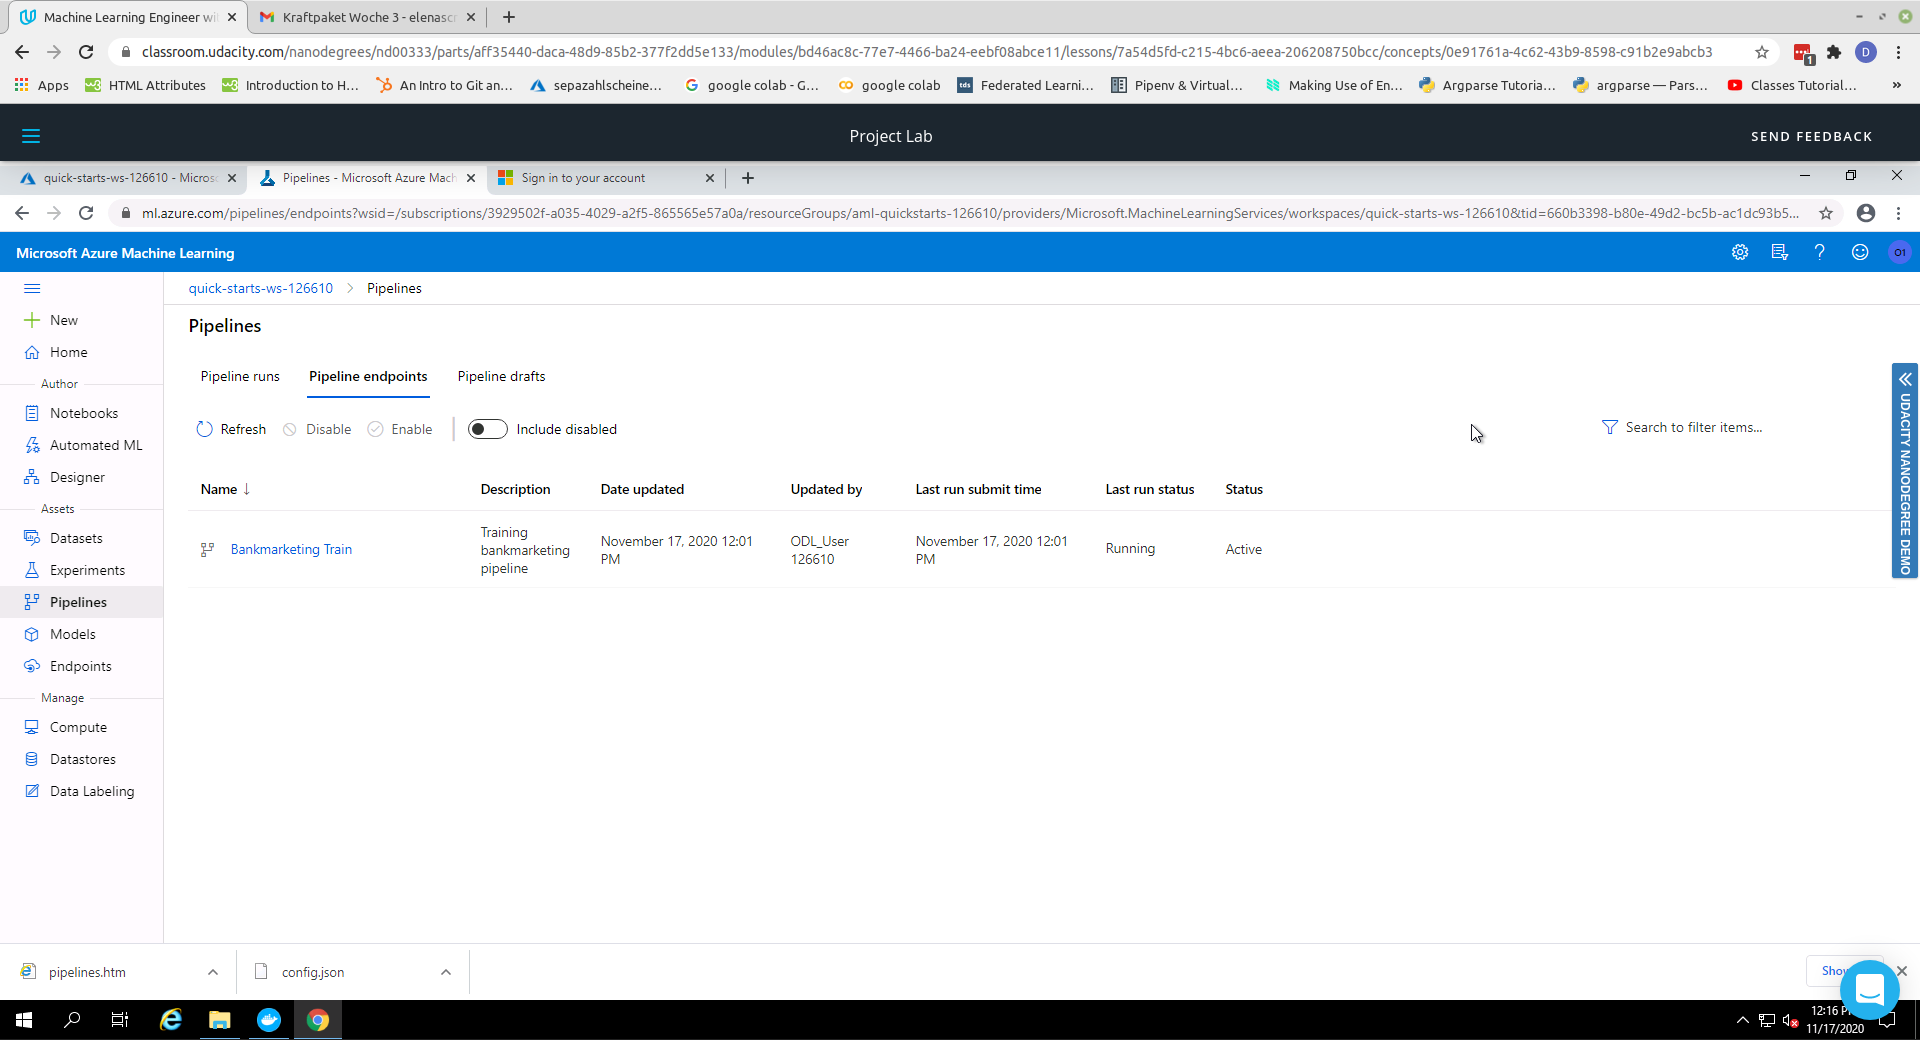 Machine Learning Engineer wi
Kraftpaket Woche 3 - elenascr
classroom.udacity.com/nanodegrees/nd00333/parts/aff35440-daca-48d9-85b2-377f2dd5e133/modules/bd46ac8c-77e7-4466-ba24-eebf08abce11/lessons/7a54d5fd-c215-4bc6-aeea-206208750bcc/concepts/0e91761a-4c62-43b9-8598-c91b2e9abcb3
1
D
Apps
HTML Attributes
Introduction to H...
An Intro to Git an...
sepazahlscheine...
google colab - G...
google colab
Federated Learni...
Pipenv & Virtual...
Making Use of En...
Argparse Tutoria...
argparse — Pars...
Classes Tutorial...
»
Project Lab
SEND FEEDBACK
quick-starts-ws-126610 - Micros
Pipelines - Microsoft Azure Mach
Sign in to your account
ml.azure.com/pipelines/endpoints?wsid=/subscriptions/3929502f-a035-4029-a2f5-865565e57a0a/resourceGroups/aml-quickstarts-126610/providers/Microsoft.MachineLearningServices/workspaces/quick-starts-ws-126610&tid=660b3398-b80e-49d2-bc5b-ac1dc93b5...
Microsoft Azure Machine Learning
O1
quick-starts-ws-126610 > Pipelines
New
Home
Author
Notebooks
Automated ML
Designer
Assets
Datasets
Experiments
Pipelines
Models
Endpoints
Manage
Compute
Datastores
Data Labeling
Pipelines
Pipeline runs
Pipeline endpoints
Pipeline drafts
Refresh
Disable
Enable
Include disabled
Search to filter items...
Name ↓
Description
Date updated
Updated by
Last run submit time
Last run status
Status
Bankmarketing Train
Training
bankmarketing
pipeline
November 17, 2020 12:01
PM
ODL_User
126610
November 17, 2020 12:01
PM
Running
Active
UDACITY NANODEGREE DEMO
pipelines.htm
config.json
Show
12:16 P
11/17/2020